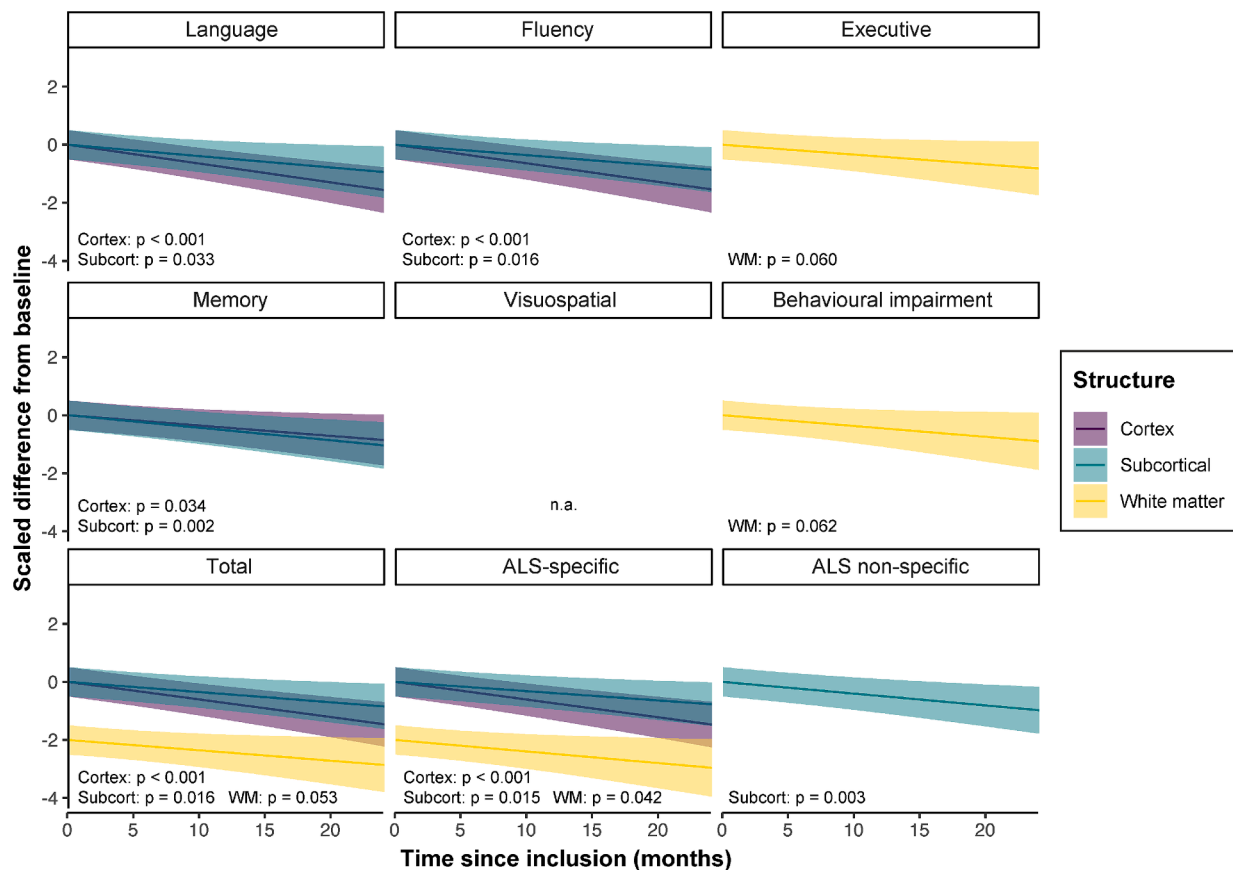 Language
Fluency
Executive
2
0
-2
-4
Cortex: p < 0.001
Subcort: p = 0.033
Cortex: p < 0.001
Subcort: p = 0.016
WM: p = 0.060
Memory
Visuospatial
Behavioural impairment
2
0
-2
-4
Cortex: p = 0.034
Subcort: p = 0.002
n.a.
WM: p = 0.062
Total
ALS-specific
ALS non-specific
2
0
-2
-4
Cortex: p < 0.001
Subcort: p = 0.016 WM: p = 0.053
Cortex: p < 0.001
Subcort: p = 0.015 WM: p = 0.042
Subcort: p = 0.003
0 5 10 15 20
0 5 10 15 20
0 5 10 15 20
Time since inclusion (months)
Scaled difference from baseline
Structure
Cortex
Subcortical
White matter